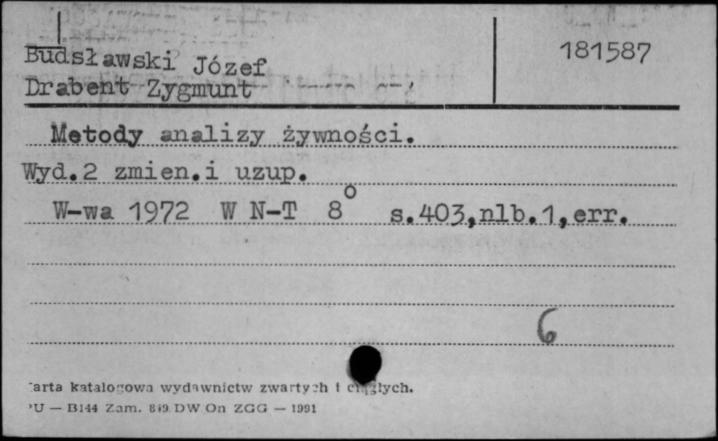 Budsławski Józef 181587
Drabent Zygmunt
Metody analizy żywności.
Wyd.2 zmien.i uzup.
W-wa 1972 W N-T 8° s.403,nlb.1,err.
6
arta katalogowa wydawnictw zwartych i ciągłych.
PU — B144 Zam. 849 DW On ZGG — 1991